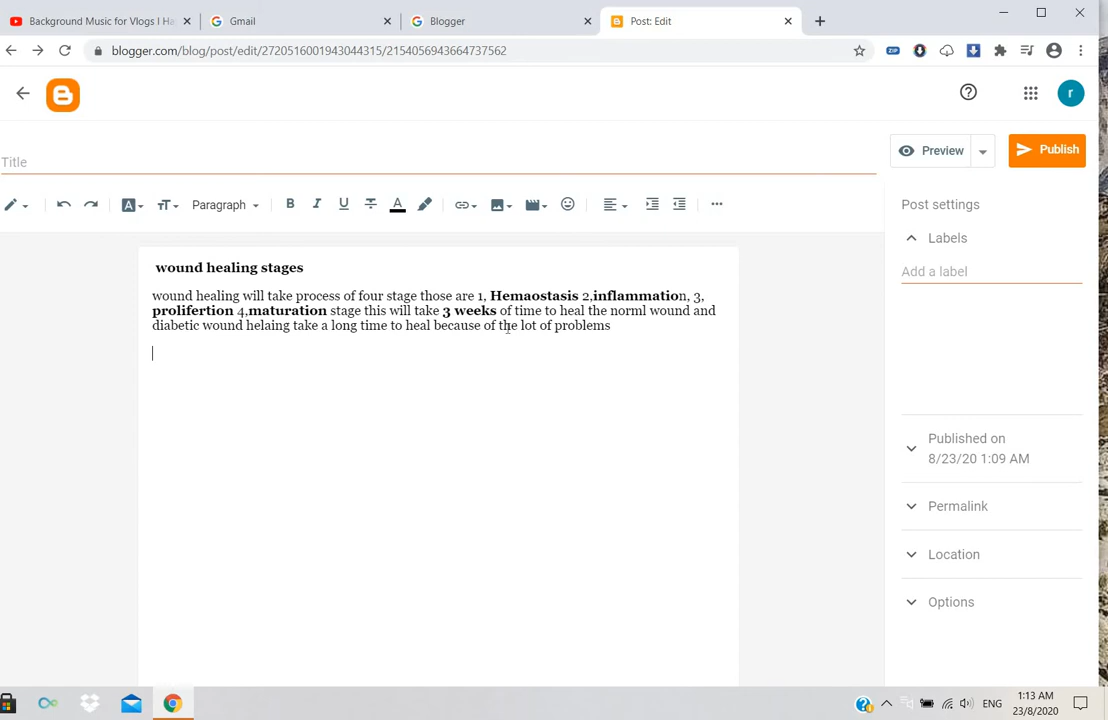 Background Music for Vlogs I Ha
Gmail
Blogger
Post: Edit
blogger.com/blog/post/edit/2720516001943044315/2154056943664737562
ZIP
r
Title
Preview
Publish
A
Paragraph
B
I
U
A
Post settings
Labels
Add a label
wound healing stages
wound healing will take process of four stage those are 1, Hemaostasis 2,inflammation, 3,
prolifertion 4,maturation stage this will take 3 weeks of time to heal the norml wound and
diabetic wound helaing take a long time to heal because of the lot of problems
Published on
8/23/20 1:09 AM
Permalink
Location
Options
ENG
1:13 AM
23/8/2020